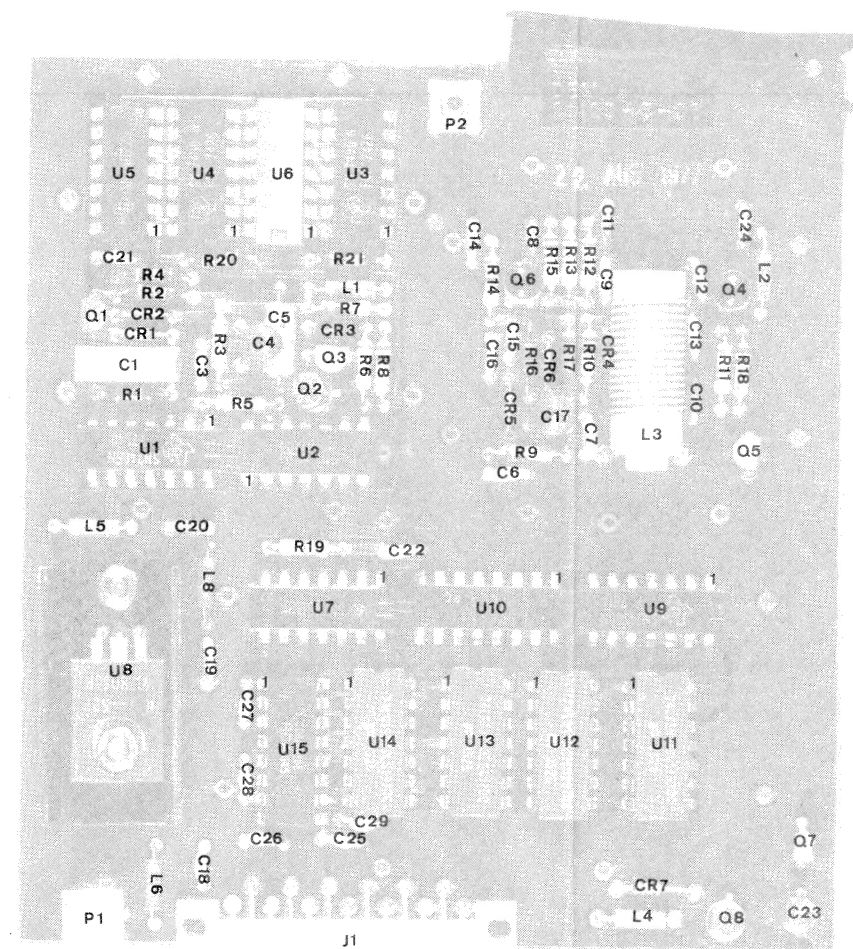 P2
U5 U4 U6 U3
1 1 1 1
C21 R20 R21
C14 C8 C11 C24
R4
R2
L1
R14 Q6 R15 R13 R12 C9 C12 Q4 L2
Q1 CR2 C5 R7
CR1 R3 C4 CR3
C1 C3 Q3 R6 R8
C16 C15 R16 CR6 R17 R10 CR4 C13 R11 R18
R1 R5 Q2
CR5 C17 C7 C10
1
U1 U2 L3
R9 Q5
1 C6
L5 C20
R19 C22
L8 1 1 1
U7 U10 U9
U8 C19
1 1 1 1 1
C27
U15 U14 U13 U12 U11
C28
C29
C26 C25 Q7
L6 C18 CR7
P1 L4 Q8 C23
J1